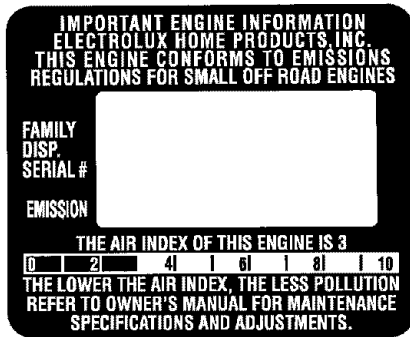 IMPORTANT ENGINE INFORMATION
ELECTROLUX HOME PRODUCTS, INC.
THIS ENGINE CONFORMS TO EMISSIONS
REGULATIONS FOR SMALL OFF ROAD ENGINES
FAMILY
DISP.
SERIAL #
EMISSION
THE AIR INDEX OF THIS ENGINE IS 3
0 2 4 6 8 10
THE LOWER THE AIR INDEX, THE LESS POLLUTION
REFER TO OWNER'S MANUAL FOR MAINTENANCE
SPECIFICATIONS AND ADJUSTMENTS.